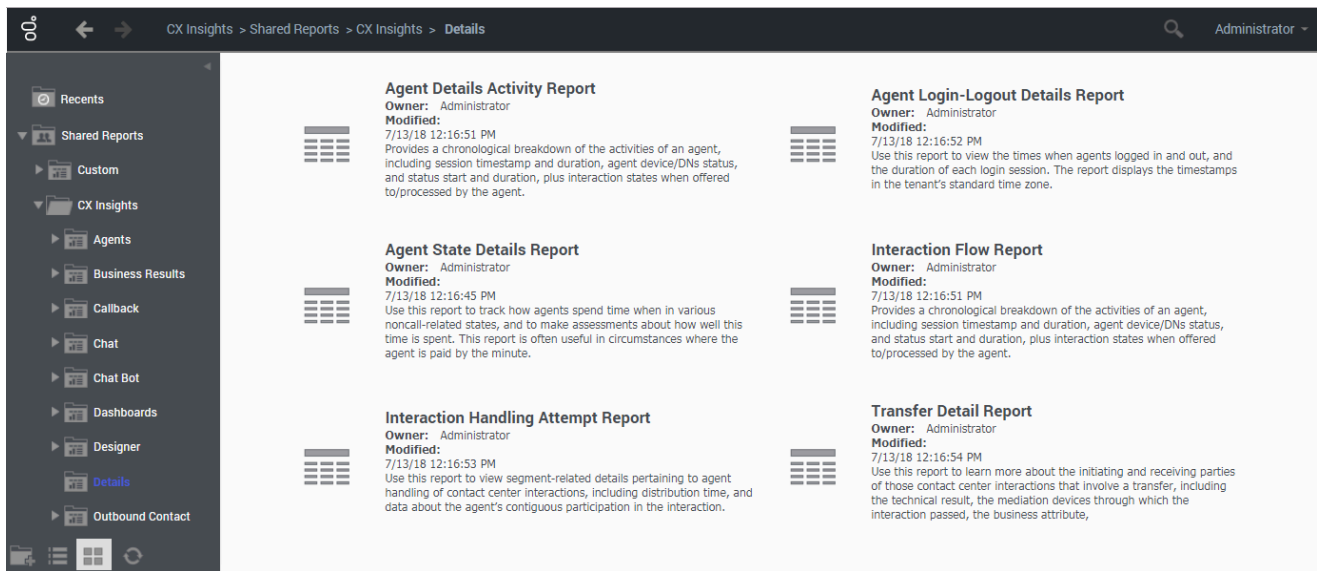 CX Insights > Shared Reports > CX Insights > Details
Administrator
Recents
Shared Reports
Custom
CX Insights
Agents
Business Results
Callback
Chat
Chat Bot
Dashboards
Designer
Details
Outbound Contact
Agent Details Activity Report
Owner: Administrator
Modified:
7/13/18 12:16:51 PM
Provides a chronological breakdown of the activities of an agent,
including session timestamp and duration, agent device/DNs status,
and status start and duration, plus interaction states when offered
to/processed by the agent.
Agent Login-Logout Details Report
Owner: Administrator
Modified:
7/13/18 12:16:52 PM
Use this report to view the times when agents logged in and out, and
the duration of each login session. The report displays the timestamps
in the tenant's standard time zone.
Agent State Details Report
Owner: Administrator
Modified:
7/13/18 12:16:45 PM
Use this report to track how agents spend time when in various
noncall-related states, and to make assessments about how well this
time is spent. This report is often useful in circumstances where the
agent is paid by the minute.
Interaction Flow Report
Owner: Administrator
Modified:
7/13/18 12:16:51 PM
Provides a chronological breakdown of the activities of an agent,
including session timestamp and duration, agent device/DNs status,
and status start and duration, plus interaction states when offered
to/processed by the agent.
Interaction Handling Attempt Report
Owner: Administrator
Modified:
7/13/18 12:16:53 PM
Use this report to view segment-related details pertaining to agent
handling of contact center interactions, including distribution time, and
data about the agent's contiguous participation in the interaction.
Transfer Detail Report
Owner: Administrator
Modified:
7/13/18 12:16:54 PM
Use this report to learn more about the initiating and receiving parties
of those contact center interactions that involve a transfer, including
the technical result, the mediation devices through which the
interaction passed, the business attribute,